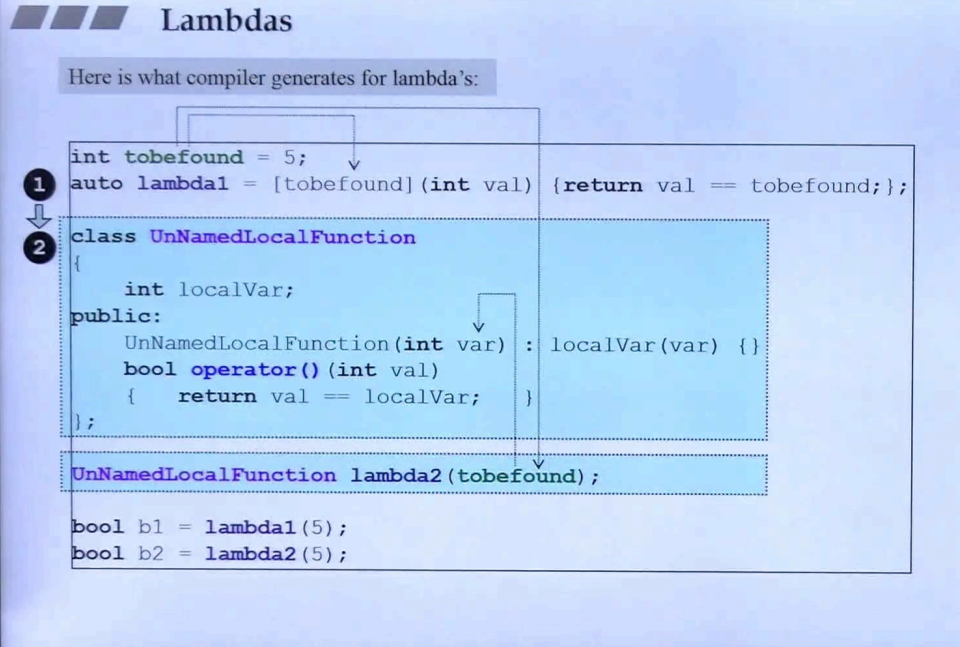 Lambdas
Here is what compiler generates for lambda's:
int tobefound = 5;
1 auto lambda1 = [tobefound](int val) {return val == tobefound;};
2 class UnNamedLocalFunction
{
int localVar;
public:
UnNamedLocalFunction(int var) : localVar(var) {}
bool operator()(int val)
{ return val == localVar; }
};
UnNamedLocalFunction lambda2(tobefound);
bool b1 = lambda1(5);
bool b2 = lambda2(5);